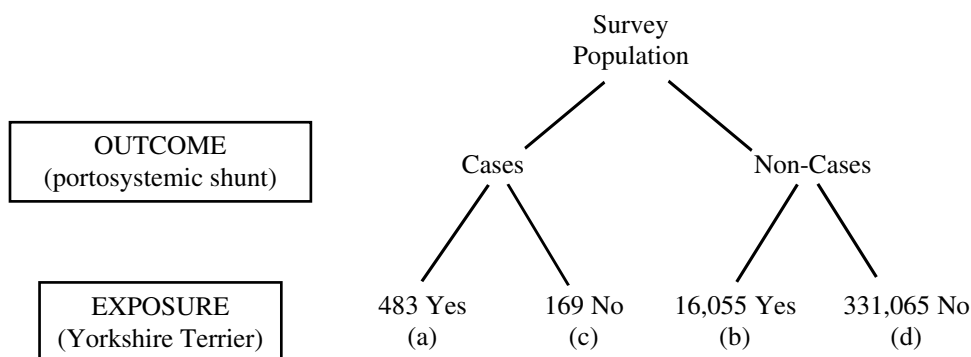 Survey
Population
OUTCOME
(portosystemic shunt)
Cases
Non-Cases
EXPOSURE
(Yorkshire Terrier)
483 Yes
(a)
169 No
(c)
16,055 Yes
(b)
331,065 No
(d)